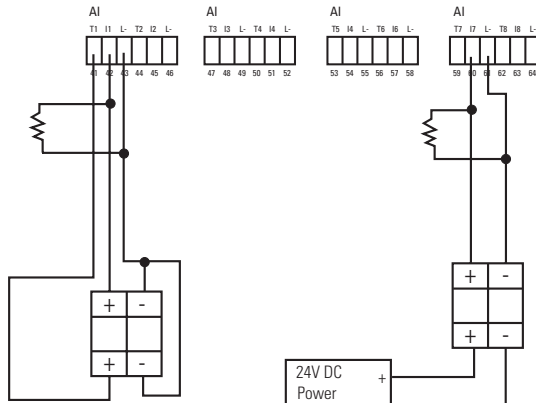 AI AI AI AI
T1 I1 L- T2 I2 L- T3 I3 L- T4 I4 L- T5 I4 L- T6 I6 L- T7 I7 L- T8 I8 L-
41 42 43 44 45 46 47 48 49 50 51 52 53 54 55 56 57 58 59 60 61 62 63 64
+ - + -
+ - + -
24V DC +
Power